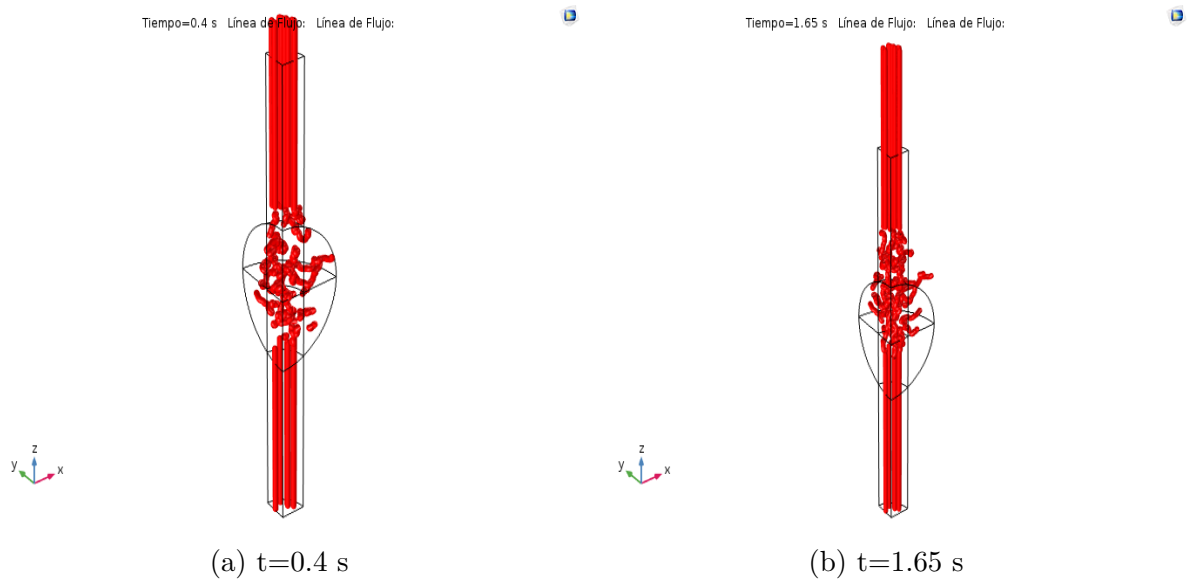 Tiempo=0.4 s Línea de Flujo: Línea de Flujo:
Tiempo=1.65 s Línea de Flujo: Línea de Flujo:
z
y
x
z
y
x
(a) t=0.4 s
(b) t=1.65 s